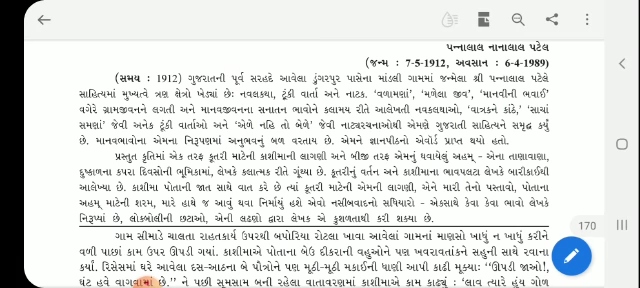 પન્નાલાલ નાનાલાલ પટેલ
(જન્મ : 7-5-1912, અવસાન : 6-4-1989)
(સમય : 1912) ગુજરાતની પૂર્વ સરહદે આવેલા ડુંગરપુર પાસેના માંડલી ગામમાં જન્મેલા શ્રી પન્નાલાલ પટેલે
સાહિત્યમાં મુખ્યત્વે ત્રણ ક્ષેત્રો ખેડ્યાં છેઃ નવલકથા, ટૂંકી વાર્તા અને નાટક. ‘વળામણાં’, ‘મળેલા જીવ’, ‘માનવીની ભવાઈ’
વગેરે ગ્રામજીવનને લગતી અને માનવજીવનના સનાતન ભાવોને કલામય રીતે આલેખતી નવલકથાઓ, ‘વાત્રકને કાંઠે,’ ‘સાચાં
સમણાં’ જેવી અનેક ટૂંકી વાર્તાઓ અને ‘એળે નહિ તો બેળે’ જેવી નાટ્યરચનાઓથી એમણે ગુજરાતી સાહિત્યને સમૃદ્ધ કર્યું
છે. માનવભાવોના એમના નિરૂપણમાં અનુભવનું બળ વરતાય છે. એમને જ્ઞાનપીઠનો એવોર્ડ પ્રાપ્ત થયો હતો.
પ્રસ્તુત કૃતિમાં એક તરફ કૂતરી માટેની કાશીમાની લાગણી અને બીજી તરફ એમનું ઘવાયેલું અહમ્ - એના તાણાવાણા,
દુષ્કાળના કપરા દિવસોની ભૂમિકામાં, લેખકે કલાત્મક રીતે ગૂંથ્યા છે. કૂતરીનું વર્તન અને કાશીમાના ભાવપલટા લેખકે બારીકાઈથી
આલેખ્યા છે. કાશીમા પોતાની જાત સાથે વાત કરે છે ત્યાં કૂતરી માટેની એમની લાગણી, એને મારી તેનો પસ્તાવો, પોતાના
અહમ્ માટેની શરમ, મારે હાથે જ આવું થવા નિર્માયું હશે એવો નસીબવાદનો સધિયારો - એકસાથે કેવા કેવા ભાવો લેખકે
નિરૂપ્યાં છે, લોકબોલીની છટાઓ, એની લઢણો દ્વારા લેખક એ કુશળતાથી કરી શક્યા છે.
170
ગામ સીમાડે ચાલતા રાહતકાર્ય ઉપરથી બપોરિયા રોટલા ખાવા આવેલાં ગામનાં માણસો ખાધું ન ખાધું કરીને
વળી પાછાં કામ ઉપર ઊપડી ગયાં. કાશીમાએ પોતાના બેઉ દીકરાની વહુઓને પણ ખવરાવતાંકને સહુની સાથે રવાના
કર્યાં. રિસેસમાં ઘરે આવેલા દસ-આઠના બે પૌત્રોને પણ મૂઠી-મૂઠી મકાઈની ધાણી આપી કાઢી મૂક્યાઃ “ઊપડી જાઓ!,
ઘંટ હવે વાગવામાં છે.” ને પછી સૂમસામ બની રહેલા વાતાવરણમાં કાશીમાએ કામ કાઢ્યું : ‘લાવ ત્યારે હુંય ગોળ